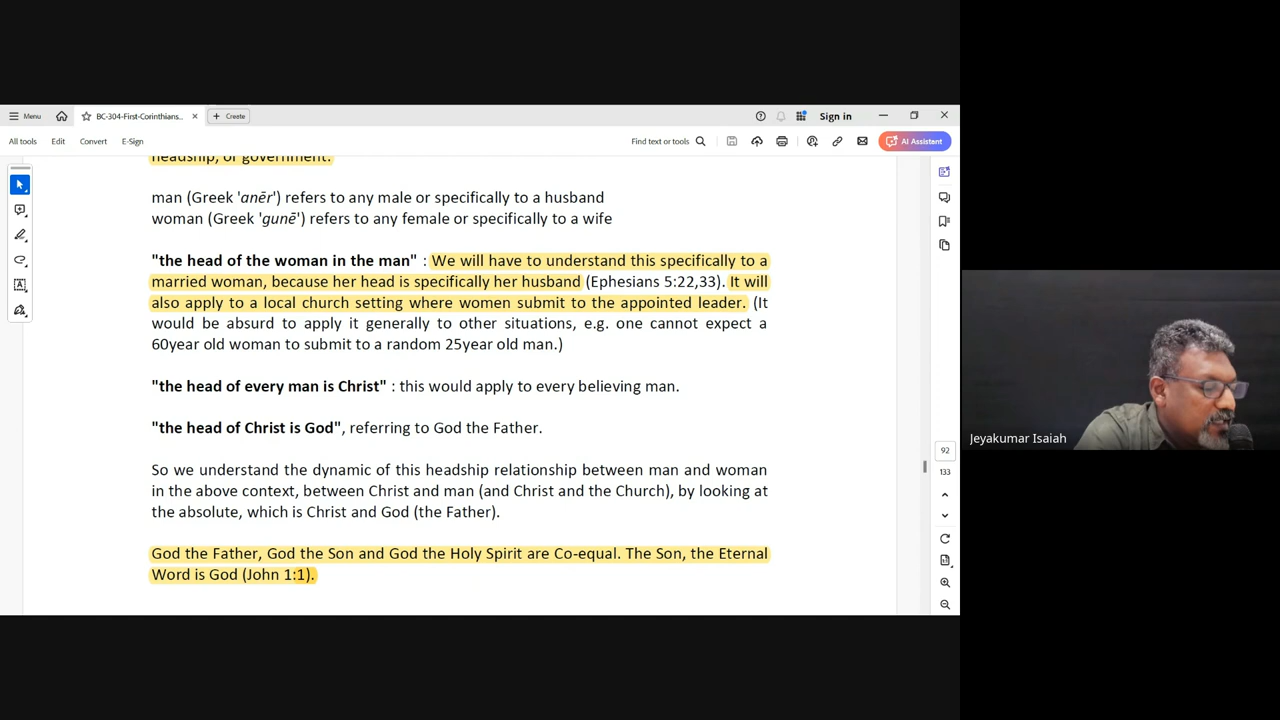 Menu
BC-304-First-Corinthians...
Create
Sign in
All tools
Edit
Convert
E-Sign
Find text or tools
AI Assistant
headship, or government.
man (Greek 'anēr') refers to any male or specifically to a husband
woman (Greek 'gunē') refers to any female or specifically to a wife
"the head of the woman in the man" : We will have to understand this specifically to a
married woman, because her head is specifically her husband (Ephesians 5:22,33). It will
also apply to a local church setting where women submit to the appointed leader. (It
would be absurd to apply it generally to other situations, e.g. one cannot expect a
60year old woman to submit to a random 25year old man.)
"the head of every man is Christ" : this would apply to every believing man.
"the head of Christ is God", referring to God the Father.
So we understand the dynamic of this headship relationship between man and woman
in the above context, between Christ and man (and Christ and the Church), by looking at
the absolute, which is Christ and God (the Father).
God the Father, God the Son and God the Holy Spirit are Co-equal. The Son, the Eternal
Word is God (John 1:1).
92
133
Jeyakumar Isaiah